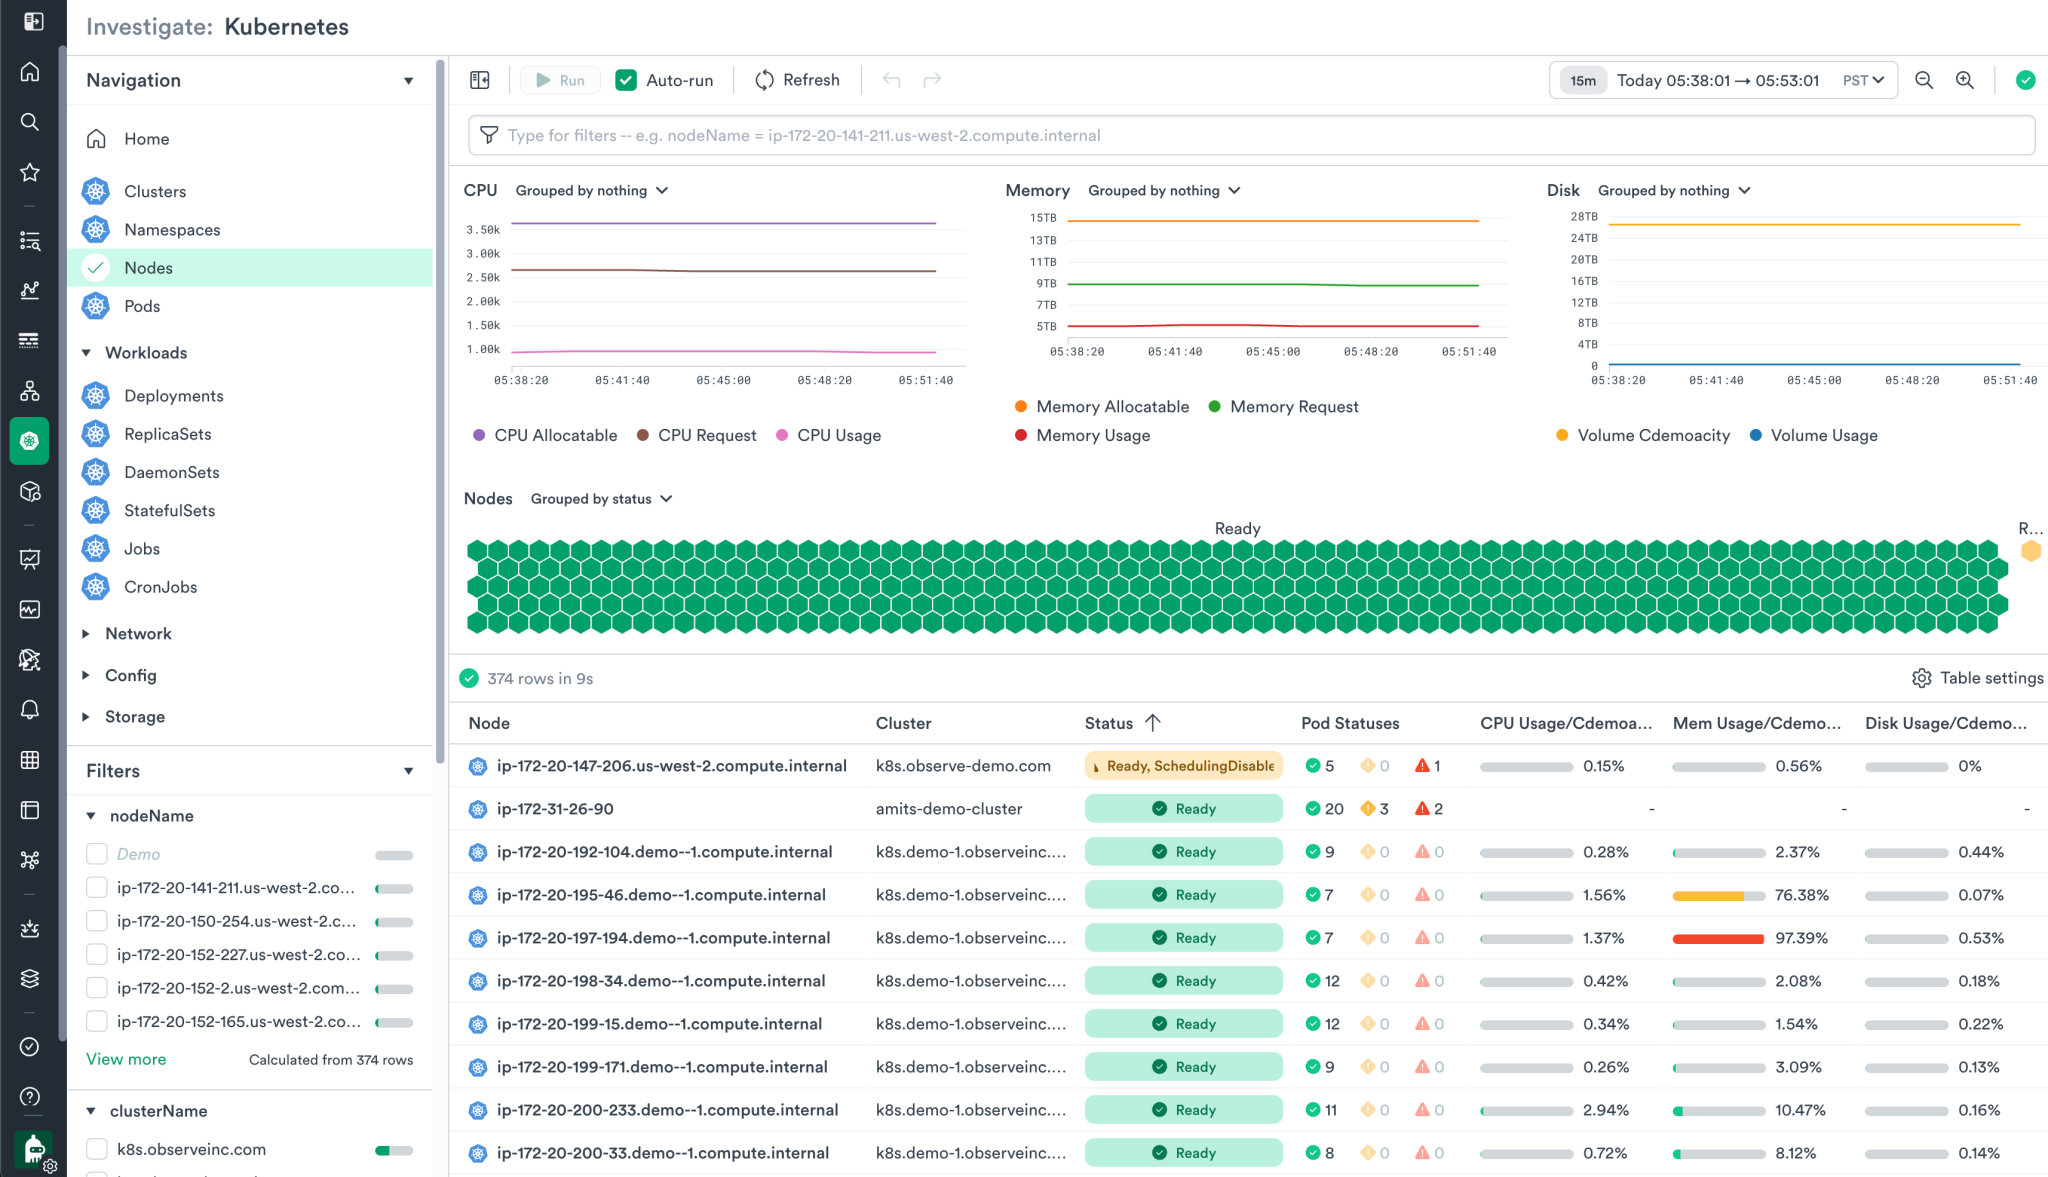 Investigate: Kubernetes
Navigation
Home
Clusters
Namespaces
Nodes
Pods
Workloads
Deployments
ReplicaSets
DaemonSets
StatefulSets
Jobs
CronJobs
Network
Config
Storage
Filters
nodeName
Demo
ip-172-20-141-211.us-west-2.co...
ip-172-20-150-254.us-west-2.c...
ip-172-20-152-227.us-west-2.co...
ip-172-20-152-2.us-west-2.com...
ip-172-20-152-165.us-west-2.co...
View more Calculated from 374 rows
clusterName
k8s.observeinc.com
Run Auto-run Refresh 15m Today 05:38:01 → 05:53:01 PST
Type for filters -- e.g. nodeName = ip-172-20-141-211.us-west-2.compute.internal
CPU Grouped by nothing
3.50k
3.00k
2.50k
2.00k
1.50k
1.00k
05:38:20 05:41:40 05:45:00 05:48:20 05:51:40
CPU Allocatable CPU Request CPU Usage
Memory Grouped by nothing
15TB
13TB
11TB
9TB
7TB
5TB
05:38:20 05:41:40 05:45:00 05:48:20 05:51:40
Memory Allocatable Memory Request
Memory Usage
Disk Grouped by nothing
28TB
24TB
20TB
16TB
12TB
8TB
4TB
0
05:38:20 05:41:40 05:45:00 05:48:20 05:51:40
Volume Cdemoacity Volume Usage
Nodes Grouped by status
Ready R...
374 rows in 9s Table settings
Node Cluster Status Pod Statuses CPU Usage/Cdemoa... Mem Usage/Cdemo... Disk Usage/Cdemo...
ip-172-20-147-206.us-west-2.compute.internal k8s.observe-demo.com Ready, SchedulingDisable 5 0 1 0.15% 0.56% 0%
ip-172-31-26-90 amits-demo-cluster Ready 20 3 2 - - -
ip-172-20-192-104.demo--1.compute.internal k8s.demo-1.observeinc.... Ready 9 0 0 0.28% 2.37% 0.44%
ip-172-20-195-46.demo--1.compute.internal k8s.demo-1.observeinc.... Ready 7 0 0 1.56% 76.38% 0.07%
ip-172-20-197-194.demo--1.compute.internal k8s.demo-1.observeinc.... Ready 7 0 0 1.37% 97.39% 0.53%
ip-172-20-198-34.demo--1.compute.internal k8s.demo-1.observeinc.... Ready 12 0 0 0.42% 2.08% 0.18%
ip-172-20-199-15.demo--1.compute.internal k8s.demo-1.observeinc.... Ready 12 0 0 0.34% 1.54% 0.22%
ip-172-20-199-171.demo--1.compute.internal k8s.demo-1.observeinc.... Ready 9 0 0 0.26% 3.09% 0.13%
ip-172-20-200-233.demo--1.compute.internal k8s.demo-1.observeinc.... Ready 11 0 0 2.94% 10.47% 0.16%
ip-172-20-200-33.demo--1.compute.internal k8s.demo-1.observeinc.... Ready 8 0 0 0.72% 8.12% 0.14%